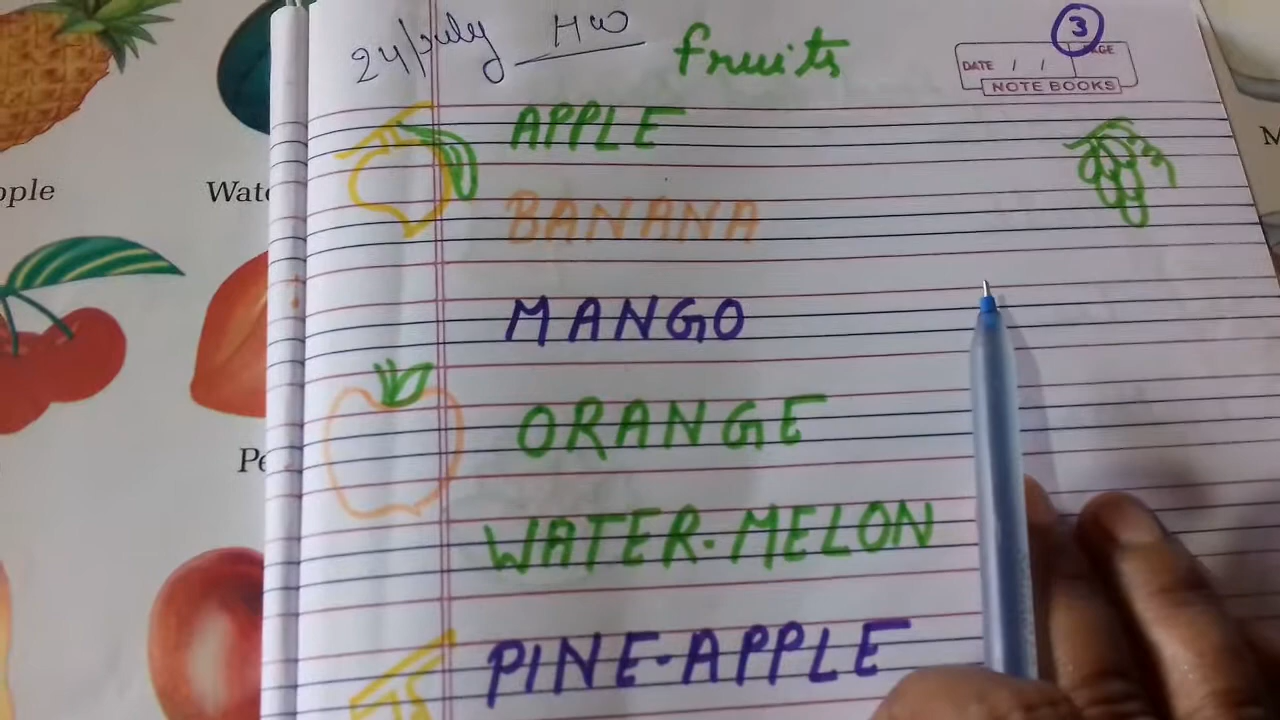 24/July HW fruits
3
PAGE
DATE / /
NOTE BOOKS
APPLE
BANANA
MANGO
ORANGE
WATER-MELON
PINE-APPLE
pple
Wate
Pe
M